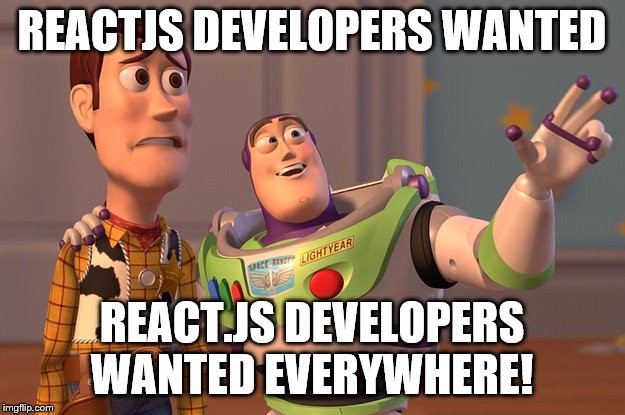 REACTJS DEVELOPERS WANTED
SPACE RANGER
LIGHTYEAR
REACT.JS DEVELOPERS
WANTED EVERYWHERE!
imgflip.com